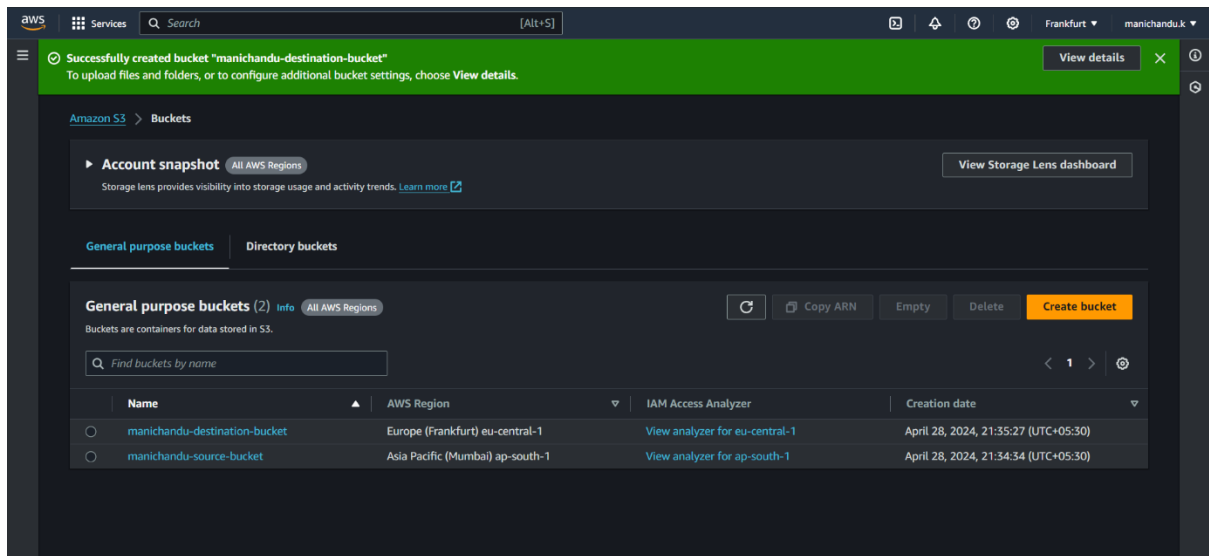 aws Services Search [Alt+S] Frankfurt ▼ manichandu.k ▼
Successfully created bucket "manichandu-destination-bucket"
To upload files and folders, or to configure additional bucket settings, choose View details.
View details
Amazon S3 > Buckets
Account snapshot All AWS Regions
Storage lens provides visibility into storage usage and activity trends. Learn more
View Storage Lens dashboard
General purpose buckets Directory buckets
General purpose buckets (2) Info All AWS Regions
Buckets are containers for data stored in S3.
Copy ARN Empty Delete Create bucket
Find buckets by name
< 1 >
Name AWS Region IAM Access Analyzer Creation date
manichandu-destination-bucket Europe (Frankfurt) eu-central-1 View analyzer for eu-central-1 April 28, 2024, 21:35:27 (UTC+05:30)
manichandu-source-bucket Asia Pacific (Mumbai) ap-south-1 View analyzer for ap-south-1 April 28, 2024, 21:34:34 (UTC+05:30)